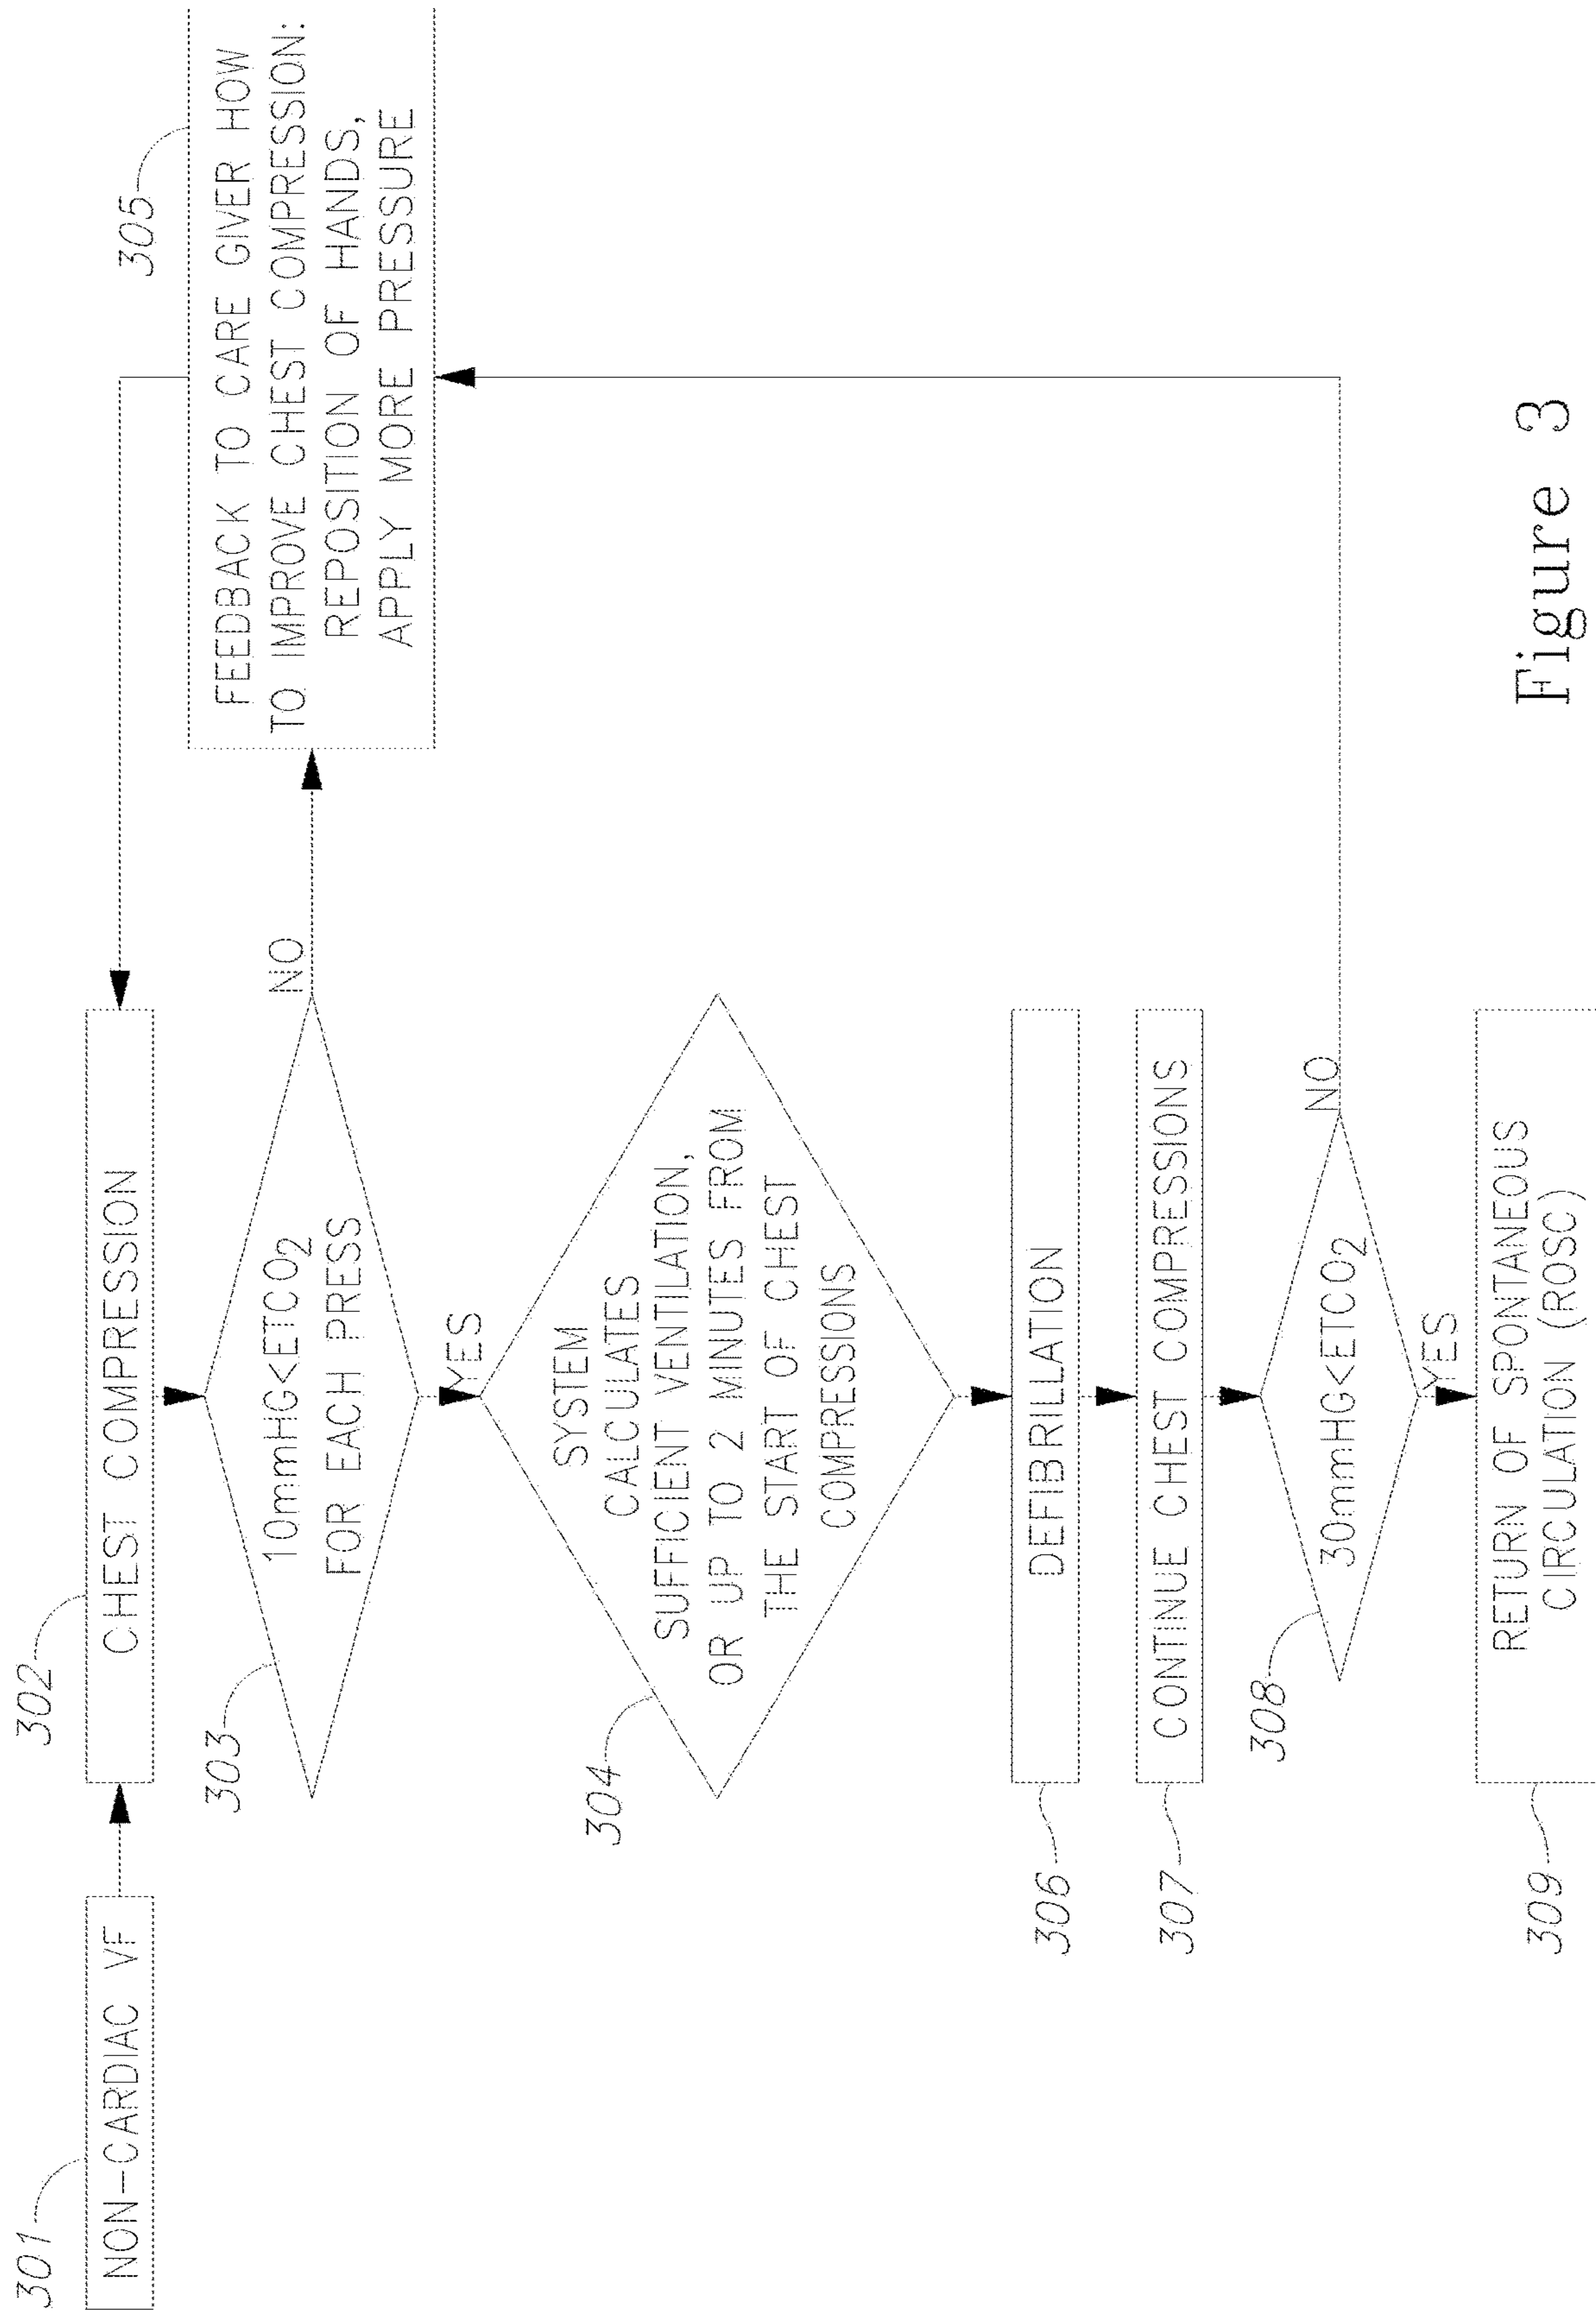 301
NON-CARDIAC VF
302
CHEST COMPRESSION
303
10mmHG<ETCO2
FOR EACH PRESS
NO
YES
305
FEEDBACK TO CARE GIVER HOW
TO IMPROVE CHEST COMPRESSION:
REPOSITION OF HANDS,
APPLY MORE PRESSURE
304
SYSTEM
CALCULATES
SUFFICIENT VENTILATION,
OR UP TO 2 MINUTES FROM
THE START OF CHEST
COMPRESSIONS
306
DEFIBRILLATION
307
CONTINUE CHEST COMPRESSIONS
308
30mmHG<ETCO2
NO
YES
309
RETURN OF SPONTANEOUS
CIRCULATION (ROSC)
Figure 3